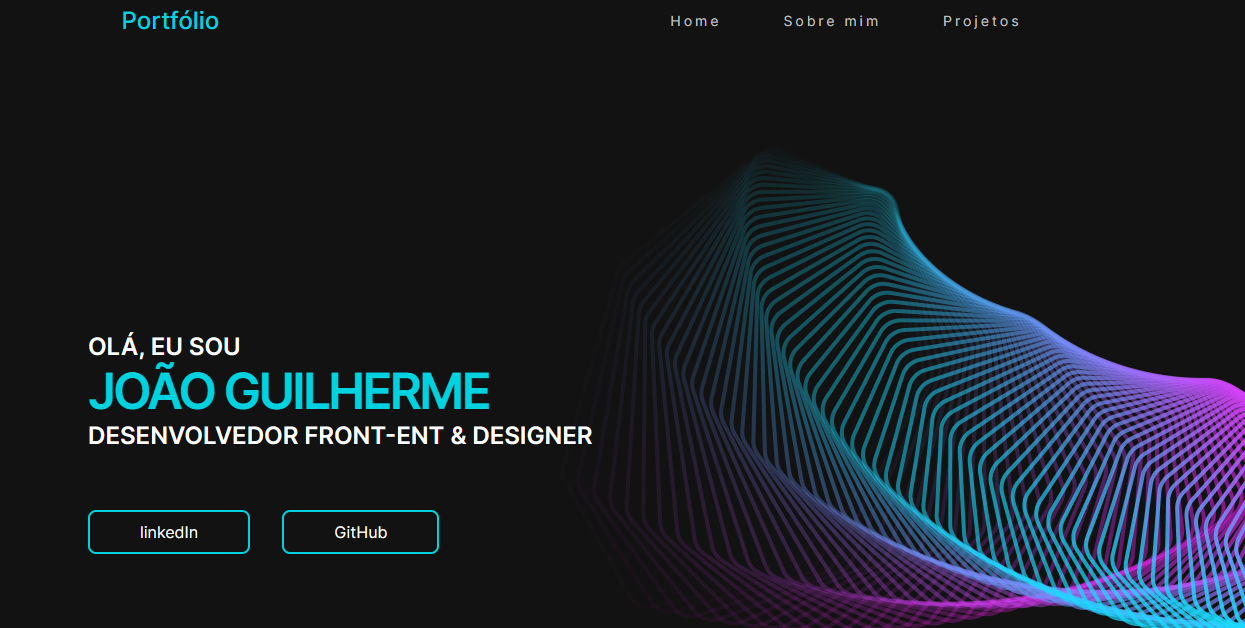 Portfólio
Home Sobre mim Projetos
OLÁ, EU SOU
JOÃO GUILHERME
DESENVOLVEDOR FRONT-ENT & DESIGNER
linkedIn GitHub